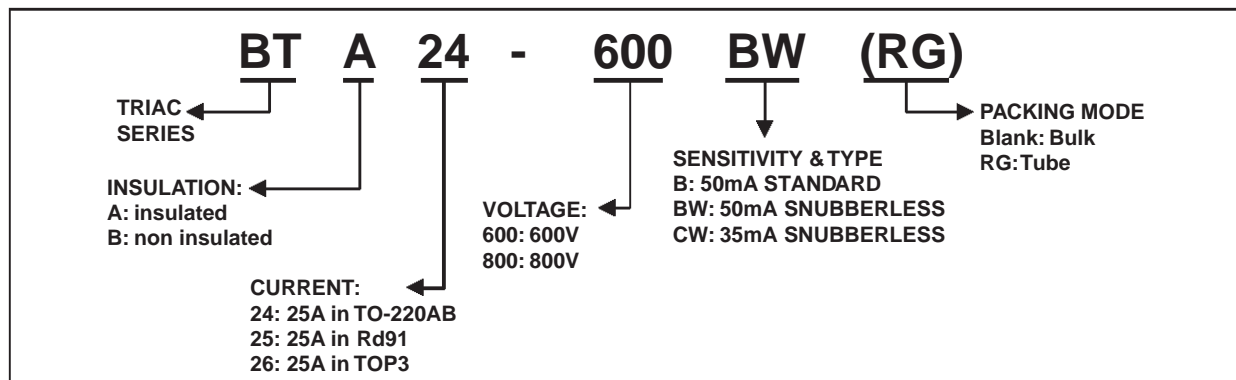 BT A 24 - 600 BW (RG)
TRIAC
SERIES
INSULATION:
A: insulated
B: non insulated
CURRENT:
24: 25A in TO-220AB
25: 25A in Rd91
26: 25A in TOP3
VOLTAGE:
600: 600V
800: 800V
SENSITIVITY & TYPE
B: 50mA STANDARD
BW: 50mA SNUBBERLESS
CW: 35mA SNUBBERLESS
PACKING MODE
Blank: Bulk
RG: Tube